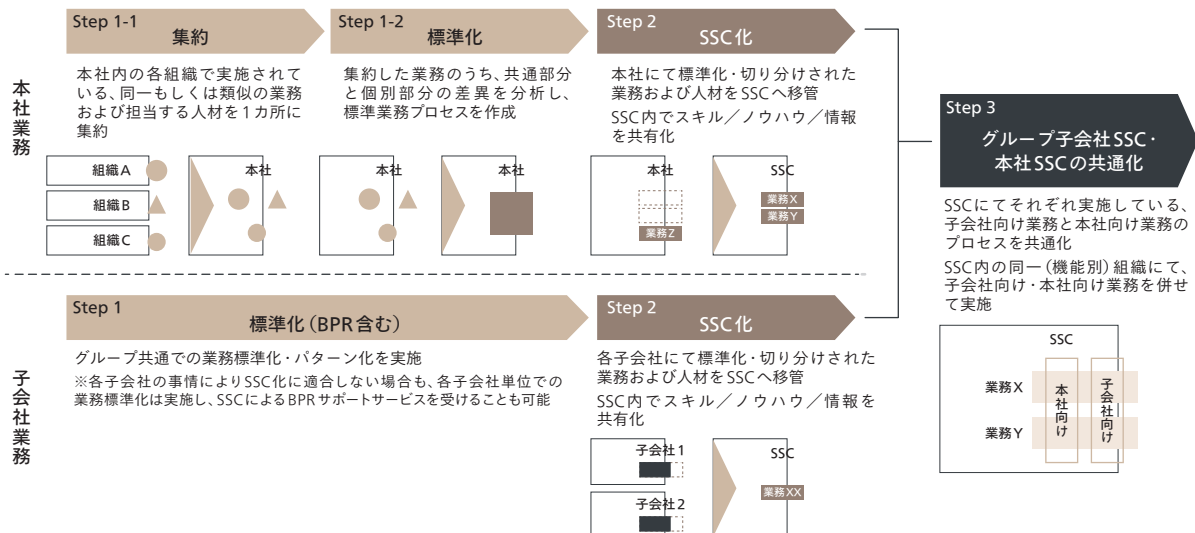 本社業務
Step 1-1
集約
本社内の各組織で実施されて
いる、同一もしくは類似の業務
および担当する人材を1カ所に
集約
組織A
組織B
組織C
本社
Step 1-2
標準化
集約した業務のうち、共通部分
と個別部分の差異を分析し、
標準業務プロセスを作成
本社
本社
Step 2
SSC化
本社にて標準化・切り分けされた
業務および人材をSSCへ移管
SSC内でスキル／ノウハウ／情報
を共有化
本社
業務Z
SSC
業務X
業務Y
子会社業務
Step 1
標準化（BPR含む）
グループ共通での業務標準化・パターン化を実施
※各子会社の事情によりSSC化に適合しない場合も、各子会社単位での
業務標準化は実施し、SSCによるBPRサポートサービスを受けることも可能
Step 2
SSC化
各子会社にて標準化・切り分けされた
業務および人材をSSCへ移管
SSC内でスキル／ノウハウ／情報を
共有化
子会社1
子会社2
SSC
業務XX
Step 3
グループ子会社SSC・
本社SSCの共通化
SSCにてそれぞれ実施している、
子会社向け業務と本社向け業務の
プロセスを共通化
SSC内の同一（機能別）組織にて、
子会社向け・本社向け業務を併せ
て実施
SSC
業務X
業務Y
本社向け
子会社向け